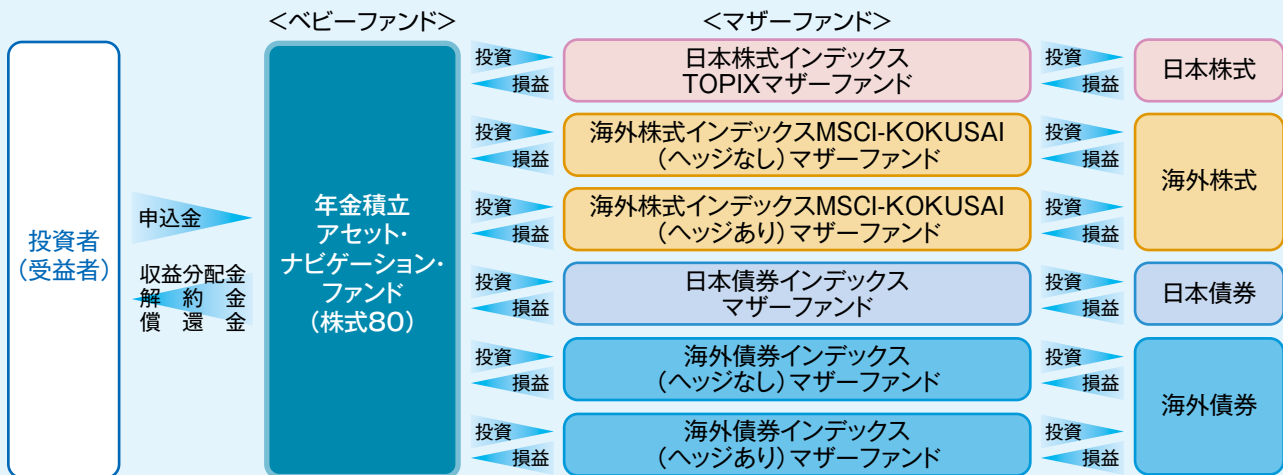 <ベビーファンド>
<マザーファンド>
投資者
(受益者)
申込金
収益分配金
解約金
償還金
年金積立
アセット・
ナビゲーション・
ファンド
(株式80)
投資
損益
日本株式インデックス
TOPIXマザーファンド
投資
損益
日本株式
投資
損益
海外株式インデックスMSCI-KOKUSAI
(ヘッジなし)マザーファンド
投資
損益
投資
損益
海外株式インデックスMSCI-KOKUSAI
(ヘッジあり)マザーファンド
投資
損益
海外株式
投資
損益
日本債券インデックス
マザーファンド
投資
損益
日本債券
投資
損益
海外債券インデックス
(ヘッジなし)マザーファンド
投資
損益
投資
損益
海外債券インデックス
(ヘッジあり)マザーファンド
投資
損益
海外債券